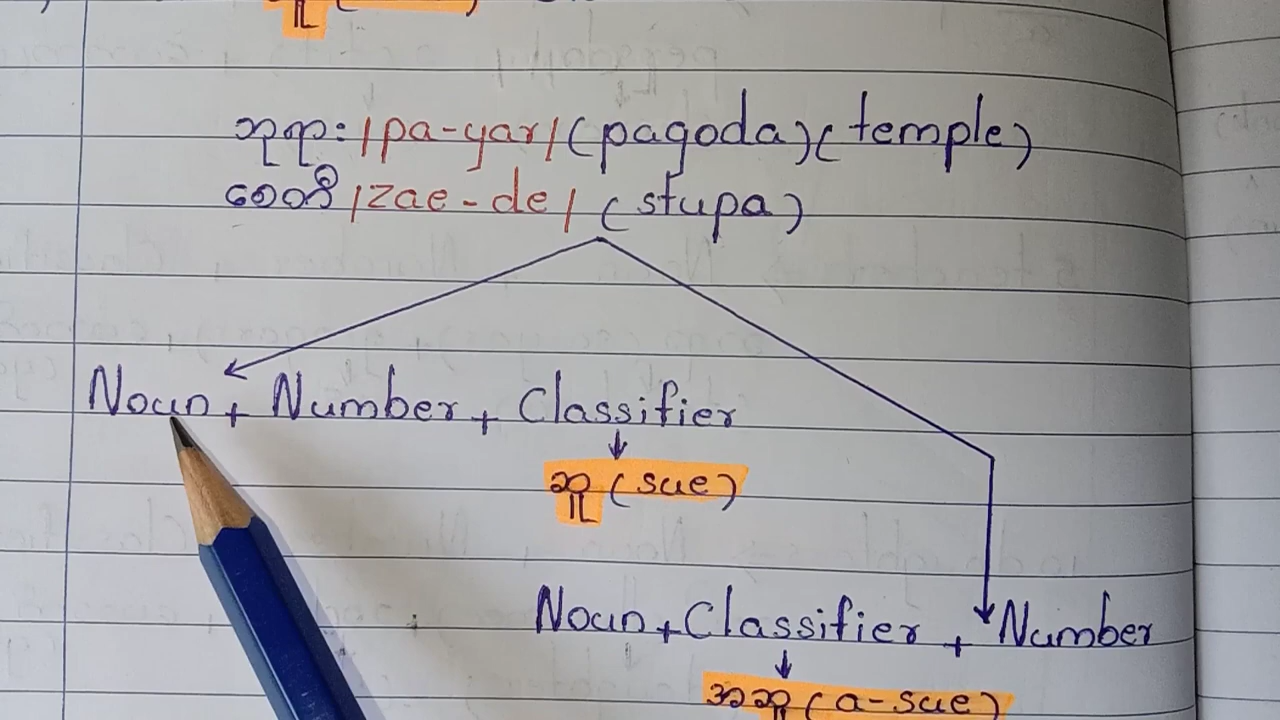 ဘုရား |pa-yar| (pagoda)(temple)
စေတီ |zae-de| (stupa)
Noun + Number + Classifier
ဆူ (sue)
Noun + Classifier + Number
အဆူ (a-sue)